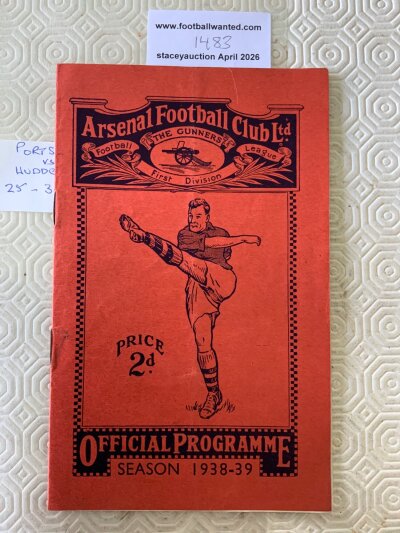 www.footballwanted.com
1483
staceyauction April 2026
Arsenal Football Club Ltd
THE GUNNERS
Football League
First Division
PORTS
vs
HUDD
25 - 3
PRICE
2d.
OFFICIAL PROGRAMME
SEASON 1938-39